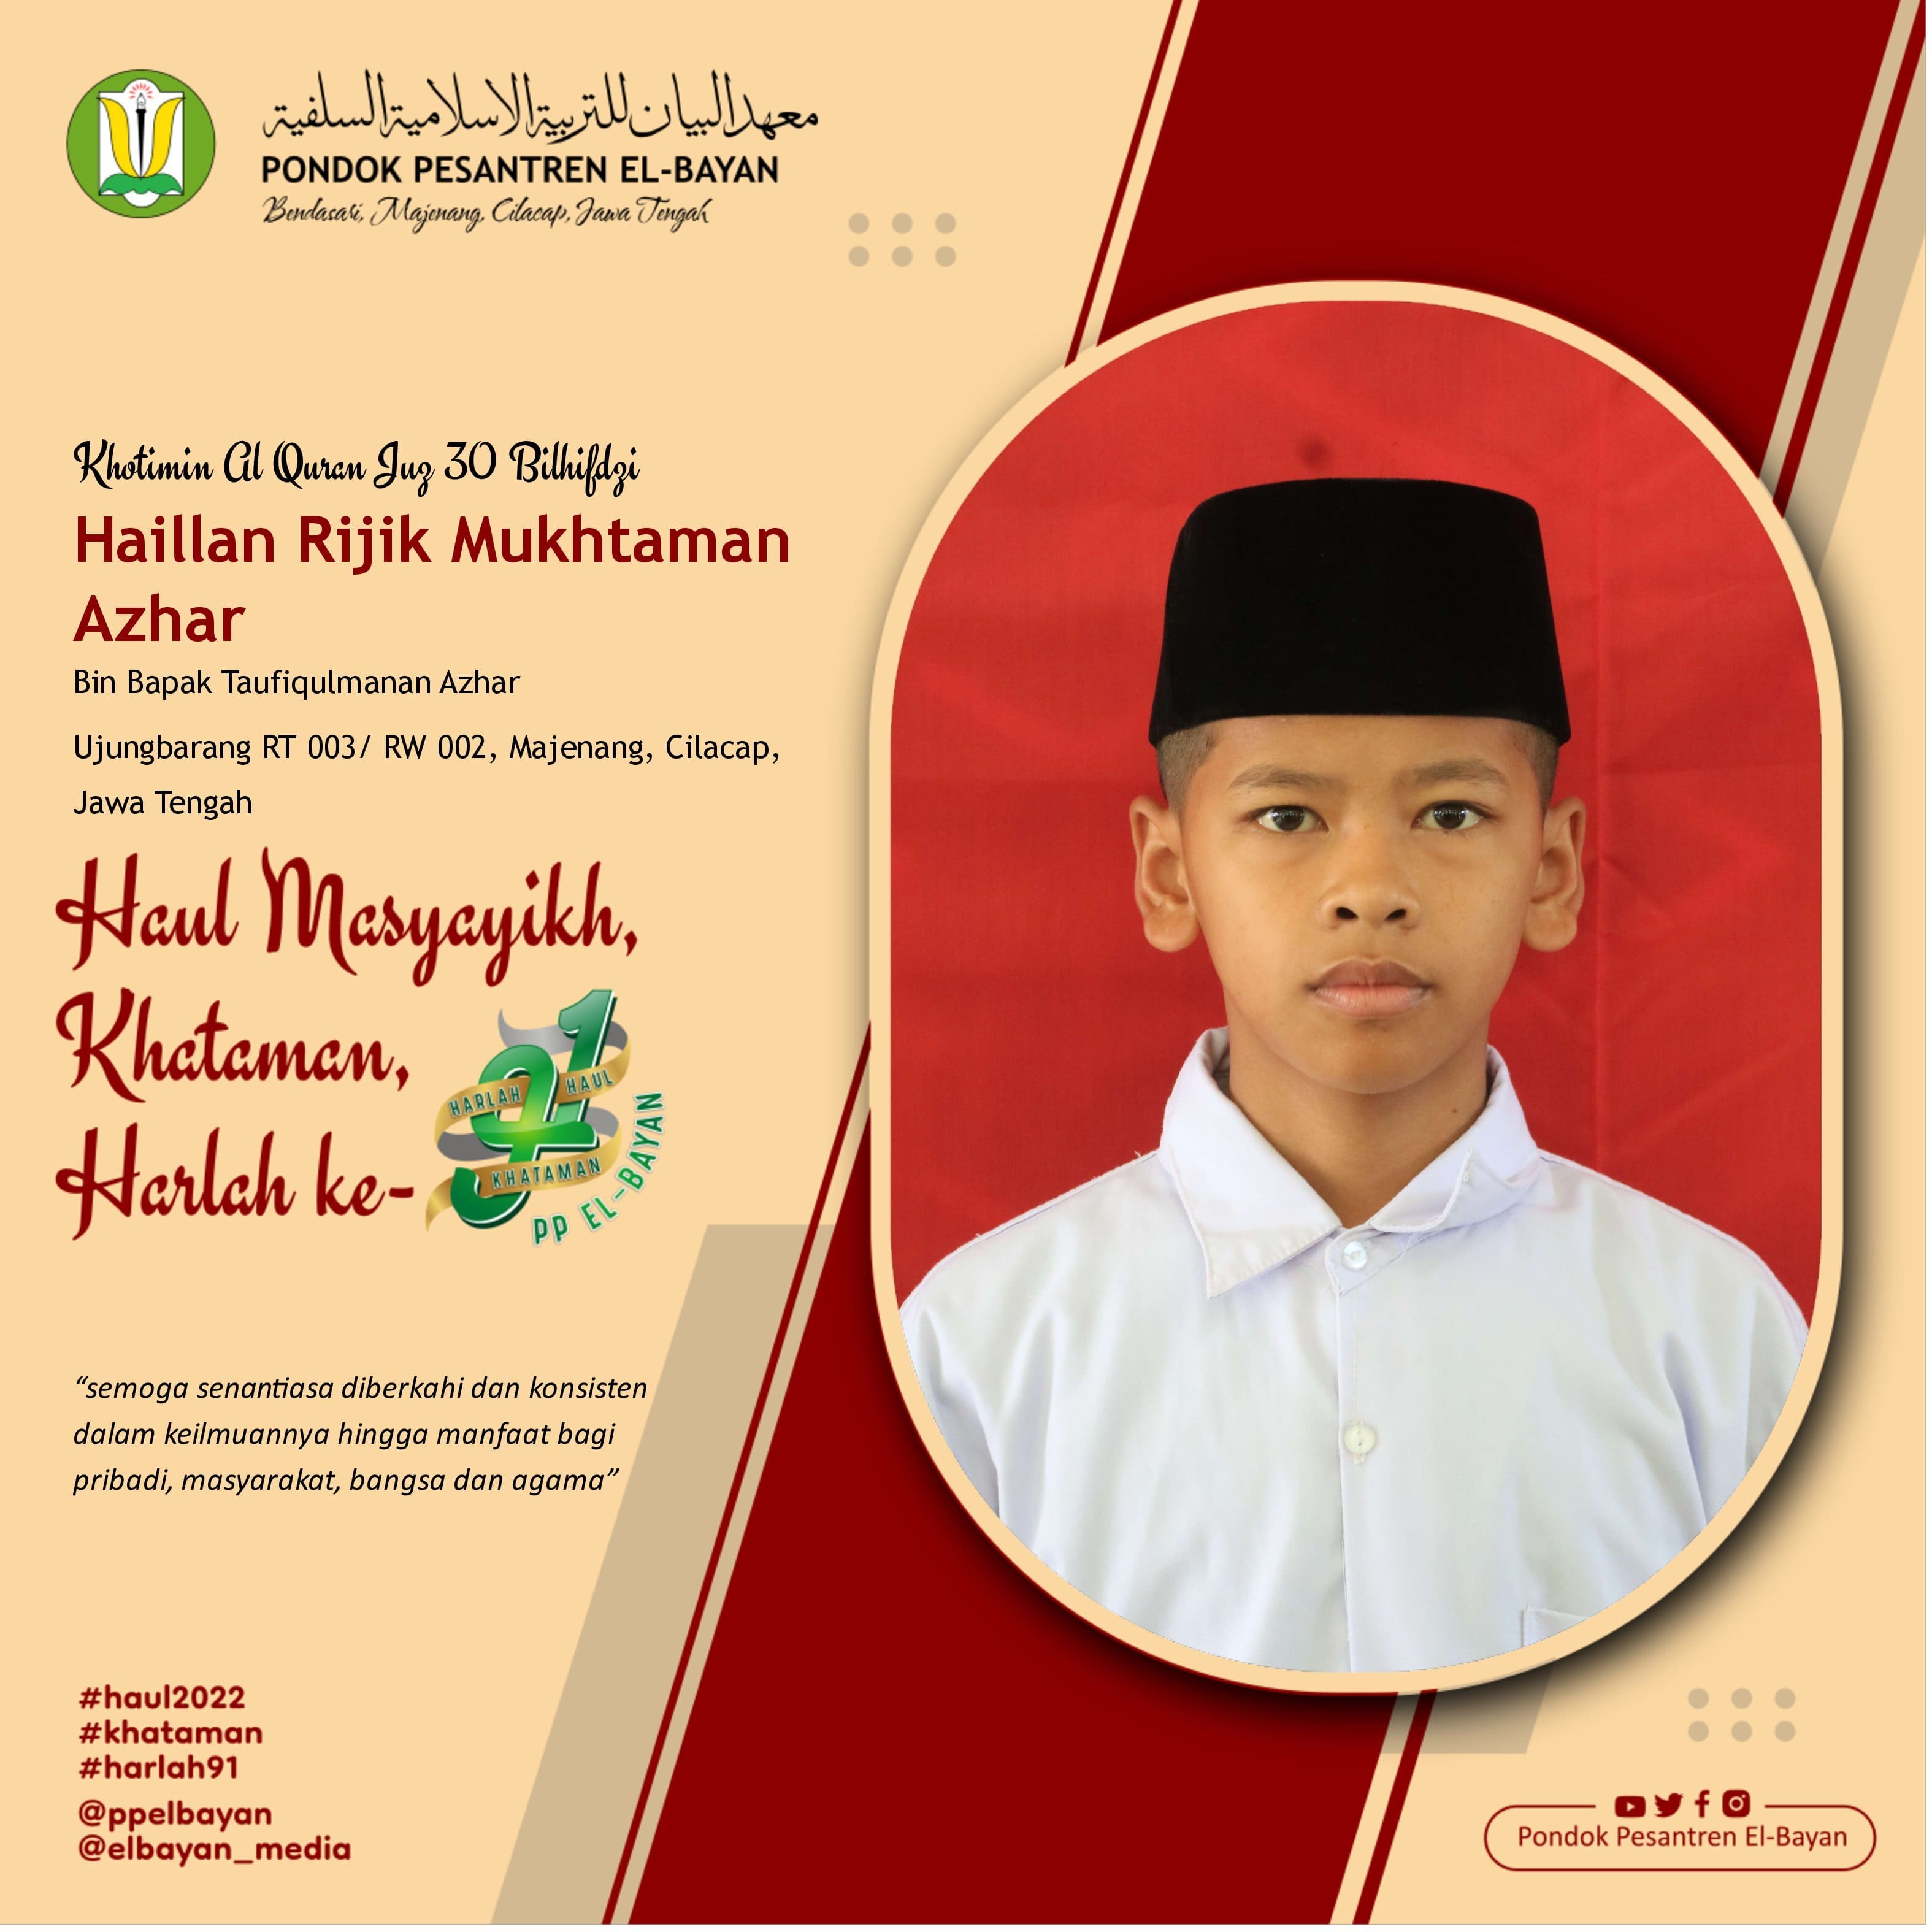 معهد البيان للتربية الاسلامية السلفية
PONDOK PESANTREN EL-BAYAN
Bendasari, Majenang, Cilacap, Jawa Tengah
Khotimin Al Quran Juz 30 Bilhifdzi
Haillan Rijik Mukhtaman
Azhar
Bin Bapak Taufiqulmanan Azhar
Ujungbarang RT 003/ RW 002, Majenang, Cilacap,
Jawa Tengah
Haul Masyayikh,
Khataman,
Harlah ke-
91
HARLAH HAUL
KHATAMAN
PP EL-BAYAN
“semoga senantiasa diberkahi dan konsisten
dalam keilmuannya hingga manfaat bagi
pribadi, masyarakat, bangsa dan agama”
#haul2022
#khataman
#harlah91
@ppelbayan
@elbayan_media
Pondok Pesantren El-Bayan